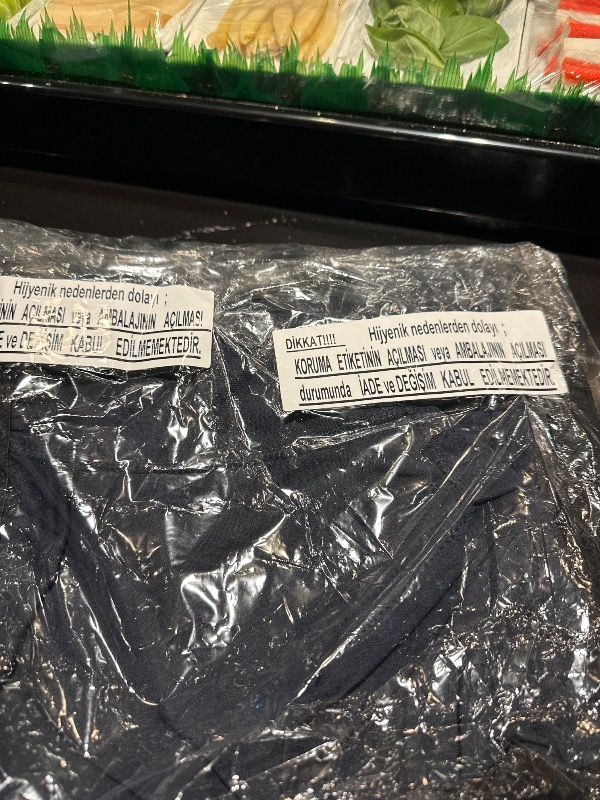 Hijyenik nedenlerden dolayı ;
AÇILMASI veya AMBALAJININ AÇILMASI
ve DEĞİŞİM KABUL EDİLMEMEKTEDİR.
DİKKAT!!!! Hijyenik nedenlerden dolayı ;
KORUMA ETİKETİNİN AÇILMASI veya AMBALAJININ AÇILMASI
durumunda İADE ve DEĞİŞİM KABUL EDİLMEMEKTEDİR.